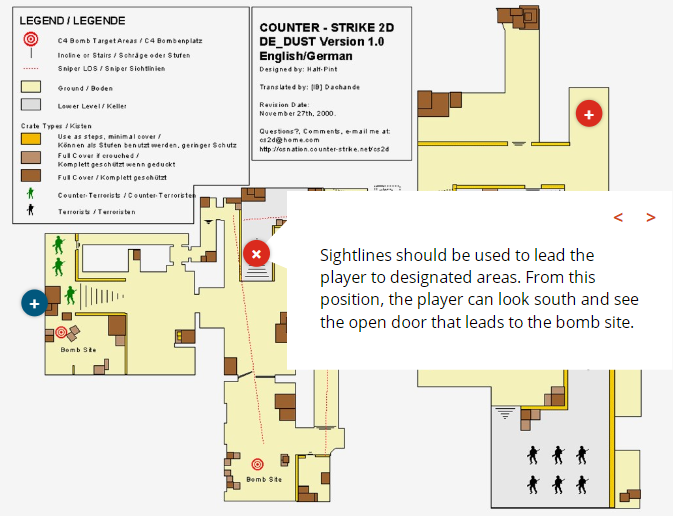 LEGEND / LEGENDE
C4 Bomb Target Areas / C4 Bombenplatz
Incline or Stairs / Schräge oder Stufen
Sniper LOS / Sniper Sichtlinien
Ground / Boden
Lower Level / Keller
Crate Types / Kisten
Use as steps, minimal cover /
Können als Stufen benutzt werden, geringer Schutz
Full Cover if crouched /
Komplett geschützt wenn geduckt
Full Cover / Komplett geschützt
Counter-Terrorists / Counter-Terroristen
Terrorists / Terroristen
COUNTER - STRIKE 2D
DE_DUST Version 1.0
English/German
Designed by: Half-Pint
Translated by: [IB] Dachande
Revision Date:
November 27th, 2000.
Questions?, Comments, e-mail me at:
cs2d@home.com
http://csnation.counter-strike.net/cs2d
< >
Sightlines should be used to lead the
player to designated areas. From this
position, the player can look south and see
the open door that leads to the bomb site.
Bomb Site
Bomb Site